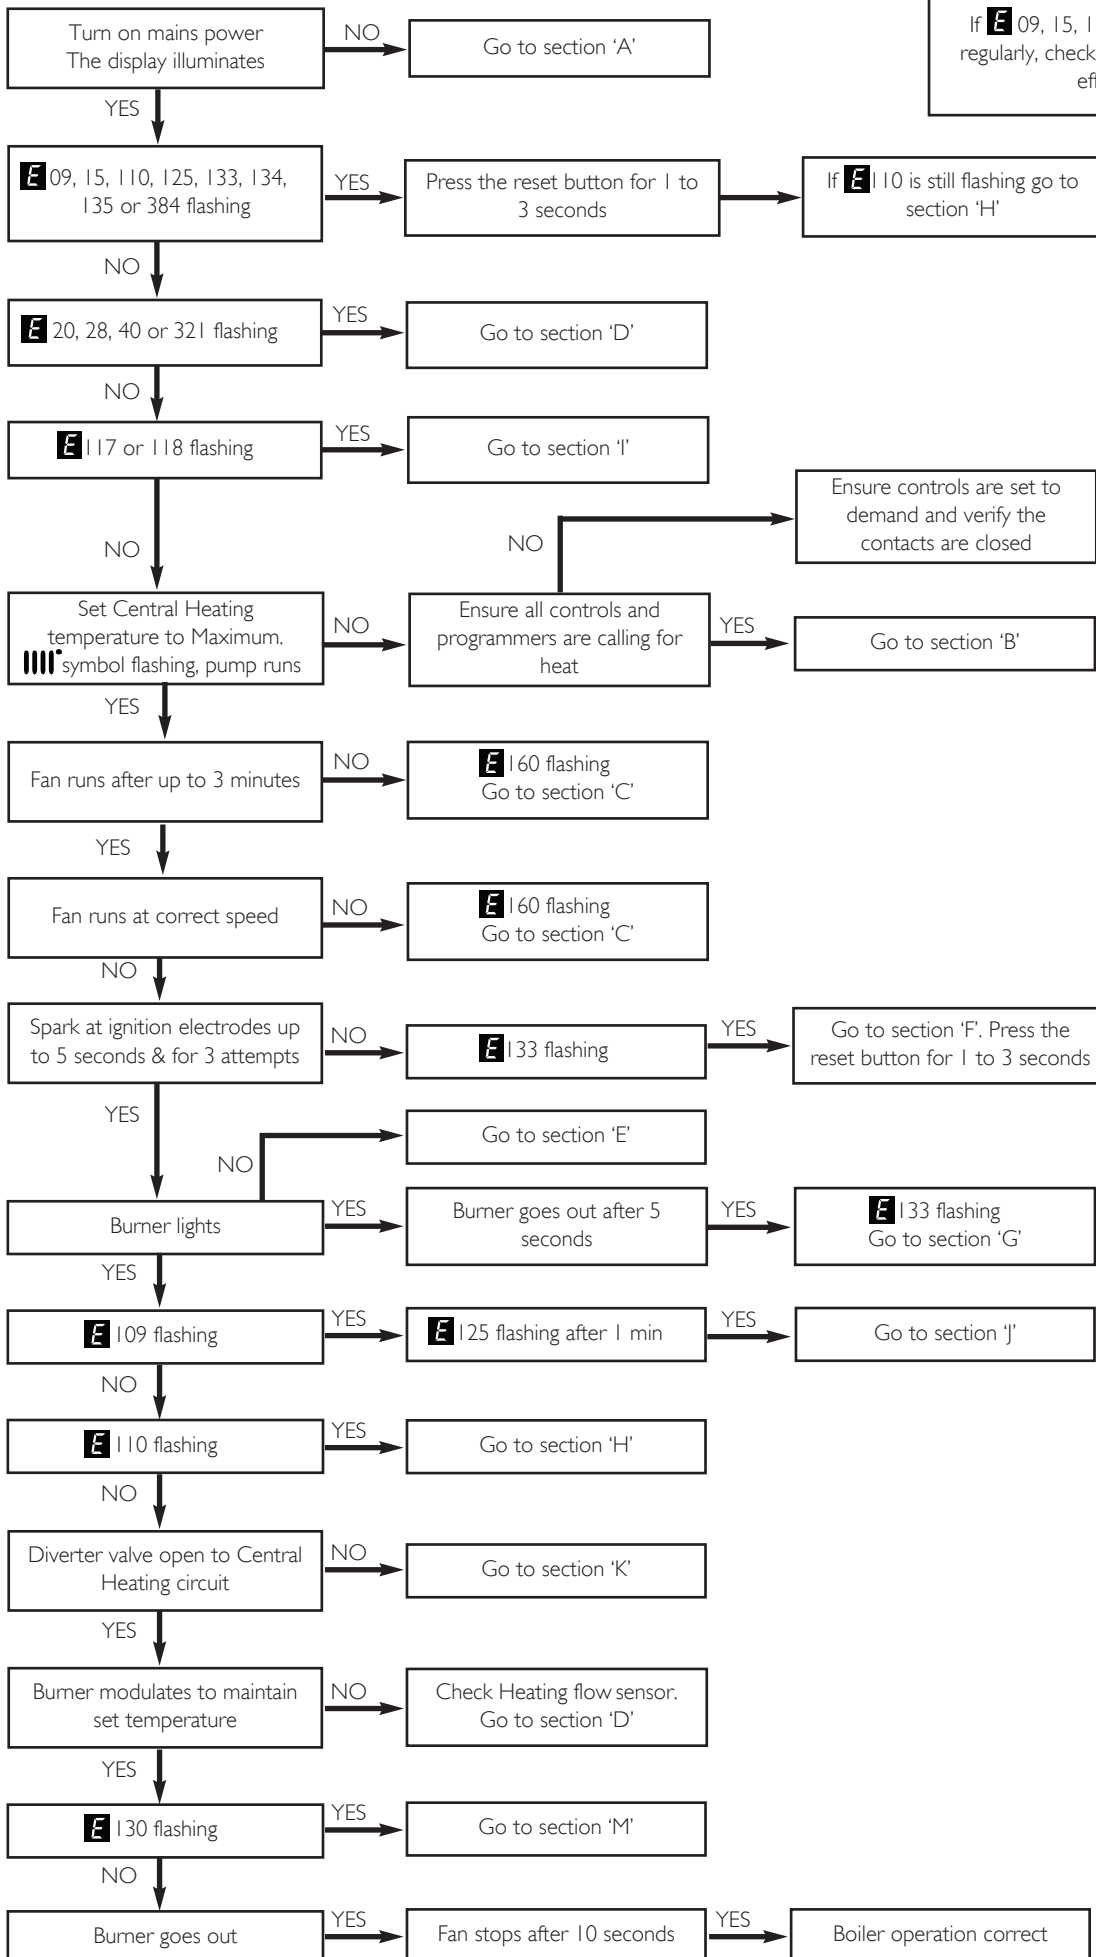 Turn on mains power
The display illuminates
NO
Go to section ‘A’
If E 09, 15, 1
regularly, check
YES
E 09, 15, 110, 125, 133, 134,
135 or 384 flashing
YES
Press the reset button for 1 to
3 seconds
If E 110 is still flashing go to
section ‘H’
NO
E 20, 28, 40 or 321 flashing
YES
Go to section ‘D’
NO
E 117 or 118 flashing
YES
Go to section ‘I’
NO
Ensure controls are set to
demand and verify the
contacts are closed
NO
Set Central Heating
temperature to Maximum.
symbol flashing, pump runs
NO
Ensure all controls and
programmers are calling for
heat
YES
Go to section ‘B’
YES
Fan runs after up to 3 minutes
NO
E 160 flashing
Go to section ‘C’
YES
Fan runs at correct speed
NO
E 160 flashing
Go to section ‘C’
NO
Spark at ignition electrodes up
to 5 seconds & for 3 attempts
NO
E 133 flashing
YES
Go to section ‘F’. Press the
reset button for 1 to 3 seconds
YES
NO
Go to section ‘E’
Burner lights
YES
Burner goes out after 5
seconds
YES
E 133 flashing
Go to section ‘G’
YES
E 109 flashing
YES
E 125 flashing after 1 min
YES
Go to section ‘J’
NO
E 110 flashing
YES
Go to section ‘H’
NO
Diverter valve open to Central
Heating circuit
NO
Go to section ‘K’
YES
Burner modulates to maintain
set temperature
NO
Check Heating flow sensor.
Go to section ‘D’
YES
E 130 flashing
YES
Go to section ‘M’
NO
Burner goes out
YES
Fan stops after 10 seconds
YES
Boiler operation correct